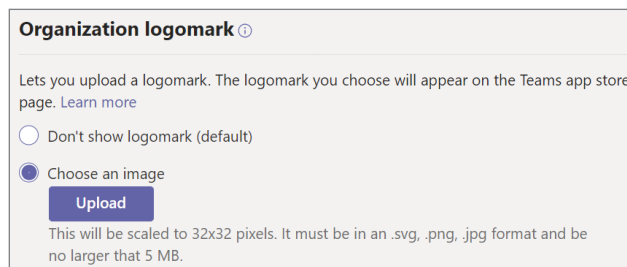 Organization logomark
Lets you upload a logomark. The logomark you choose will appear on the Teams app store
page. Learn more
Don't show logomark (default)
Choose an image
Upload
This will be scaled to 32x32 pixels. It must be in an .svg, .png, .jpg format and be
no larger that 5 MB.